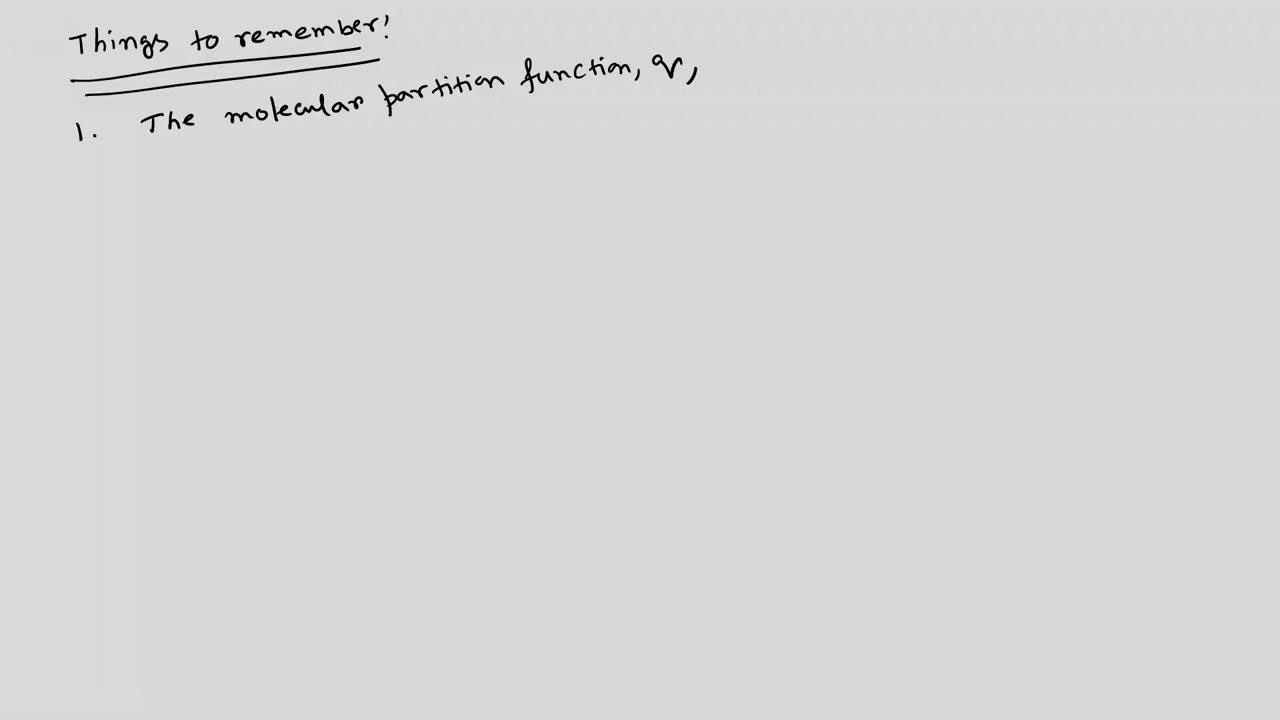 Things to remember!
1. The molecular partition function, q,